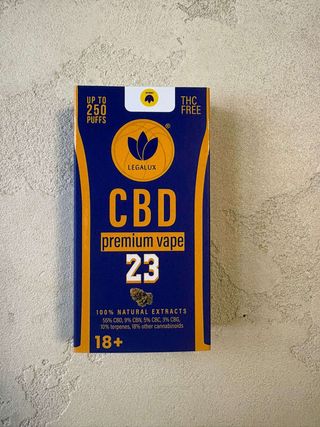 UP TO
250
PUFFS
THC
FREE
LEGALUX
®
CBD
premium vape
23
100% NATURAL EXTRACTS
55% CBD, 9% CBN, 5% CBC, 3% CBG,
10% terpenes, 18% other cannabinoids
18+